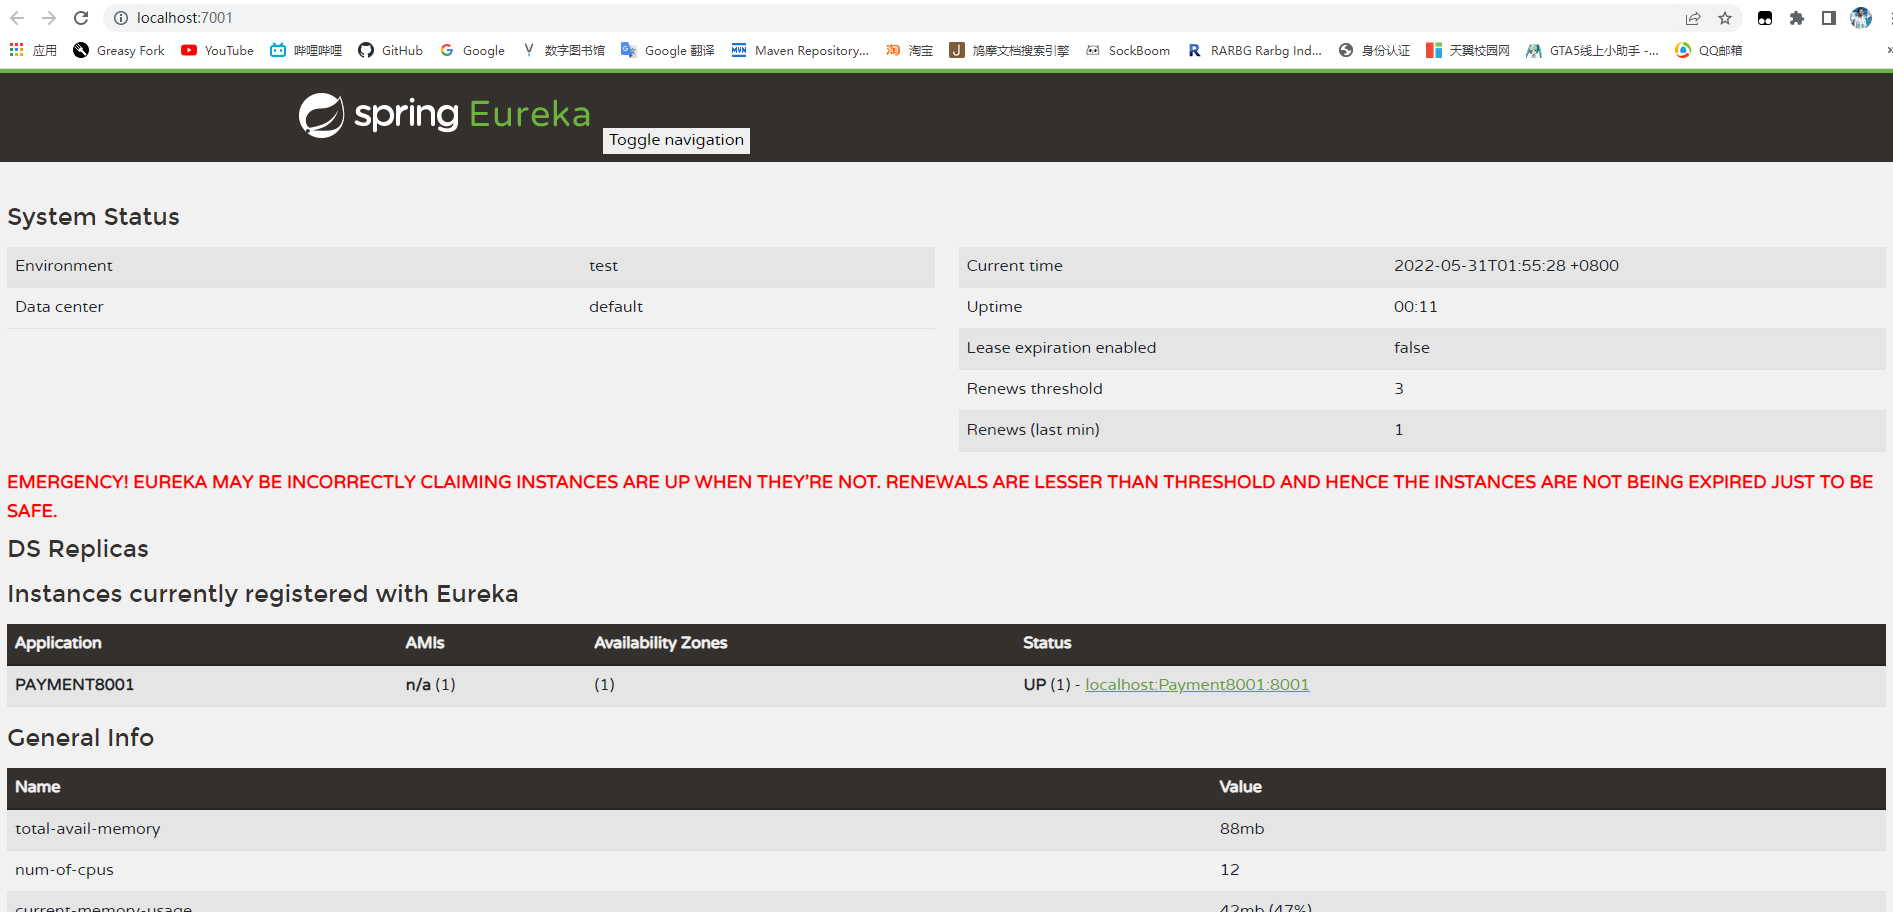 localhost:7001
应用 Greasy Fork YouTube 哔哩哔哩 GitHub Google 数字图书馆 Google 翻译 Maven Repository... 淘宝 鸠摩文档搜索引擎 SockBoom RARBG Rarbg Ind... 身份认证 天翼校园网 GTA5线上小助手 -... QQ邮箱 »
spring Eureka
Toggle navigation
System Status
Environment test
Data center default
Current time 2022-05-31T01:55:28 +0800
Uptime 00:11
Lease expiration enabled false
Renews threshold 3
Renews (last min) 1
EMERGENCY! EUREKA MAY BE INCORRECTLY CLAIMING INSTANCES ARE UP WHEN THEY'RE NOT. RENEWALS ARE LESSER THAN THRESHOLD AND HENCE THE INSTANCES ARE NOT BEING EXPIRED JUST TO BE
SAFE.
DS Replicas
Instances currently registered with Eureka
Application AMIs Availability Zones Status
PAYMENT8001 n/a (1) (1) UP (1) - localhost:Payment8001:8001
General Info
Name Value
total-avail-memory 88mb
num-of-cpus 12
current-memory-usage 42mb (47%)